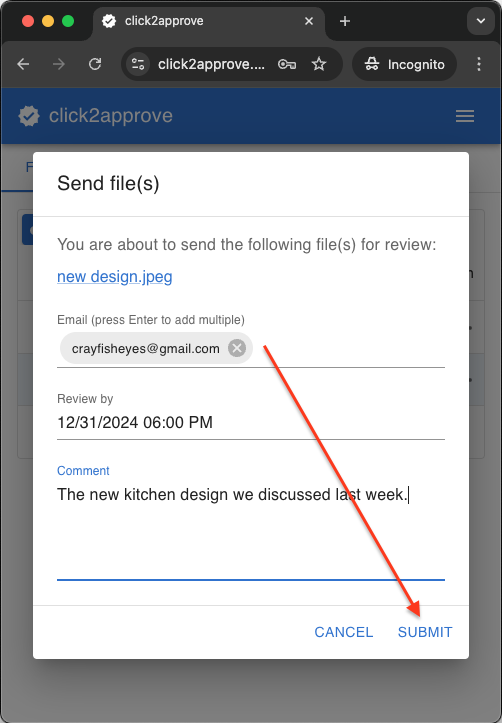 click2approve
click2approve....
Incognito
click2approve
F
Send file(s)
You are about to send the following file(s) for review:
new design.jpeg
Email (press Enter to add multiple)
crayfisheyes@gmail.com
Review by
12/31/2024 06:00 PM
Comment
The new kitchen design we discussed last week.
CANCEL
SUBMIT